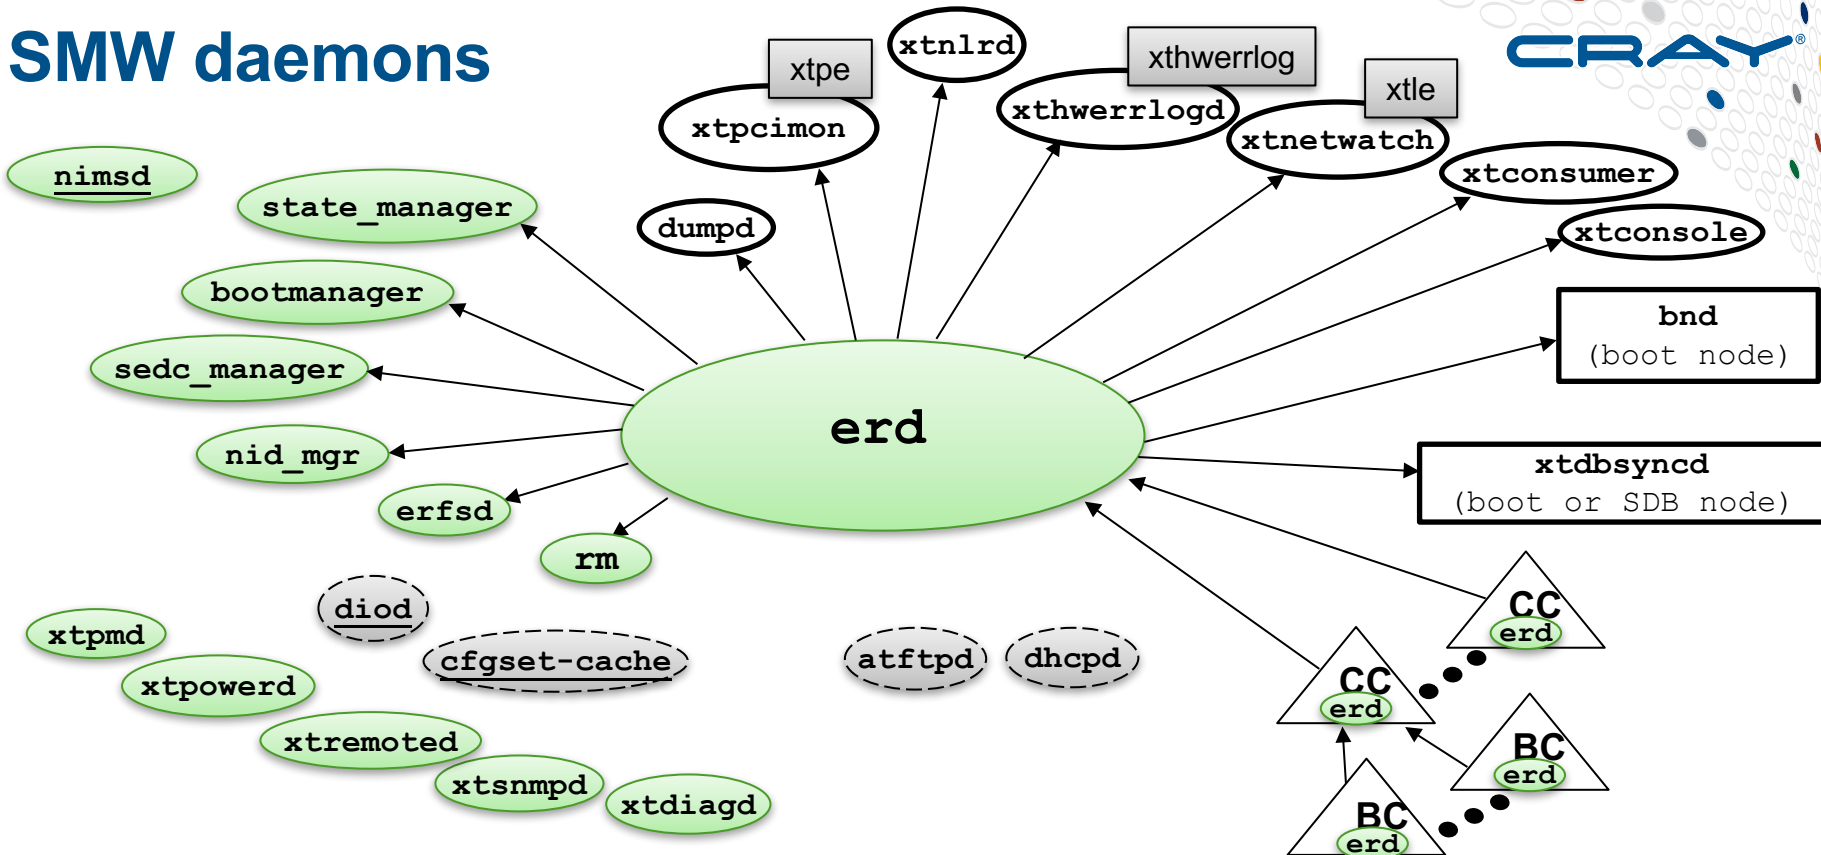 SMW daemons
CRAY®
xtpe
xtnlrd
xthwerrlog
xtle
xtpcimon
xthwerrlogd
xtnetwatch
nimsd
state_manager
dumpd
xtconsumer
xtconsole
bootmanager
bnd
(boot node)
sedc_manager
erd
nid_mgr
xtdbsyncd
(boot or SDB node)
erfsd
rm
diod
xtpmd
cfgset-cache
atftpd
dhcpd
CC
erd
xtpowerd
CC
erd
xtremoted
xtsnmpd
xtdiagd
BC
erd
BC
erd